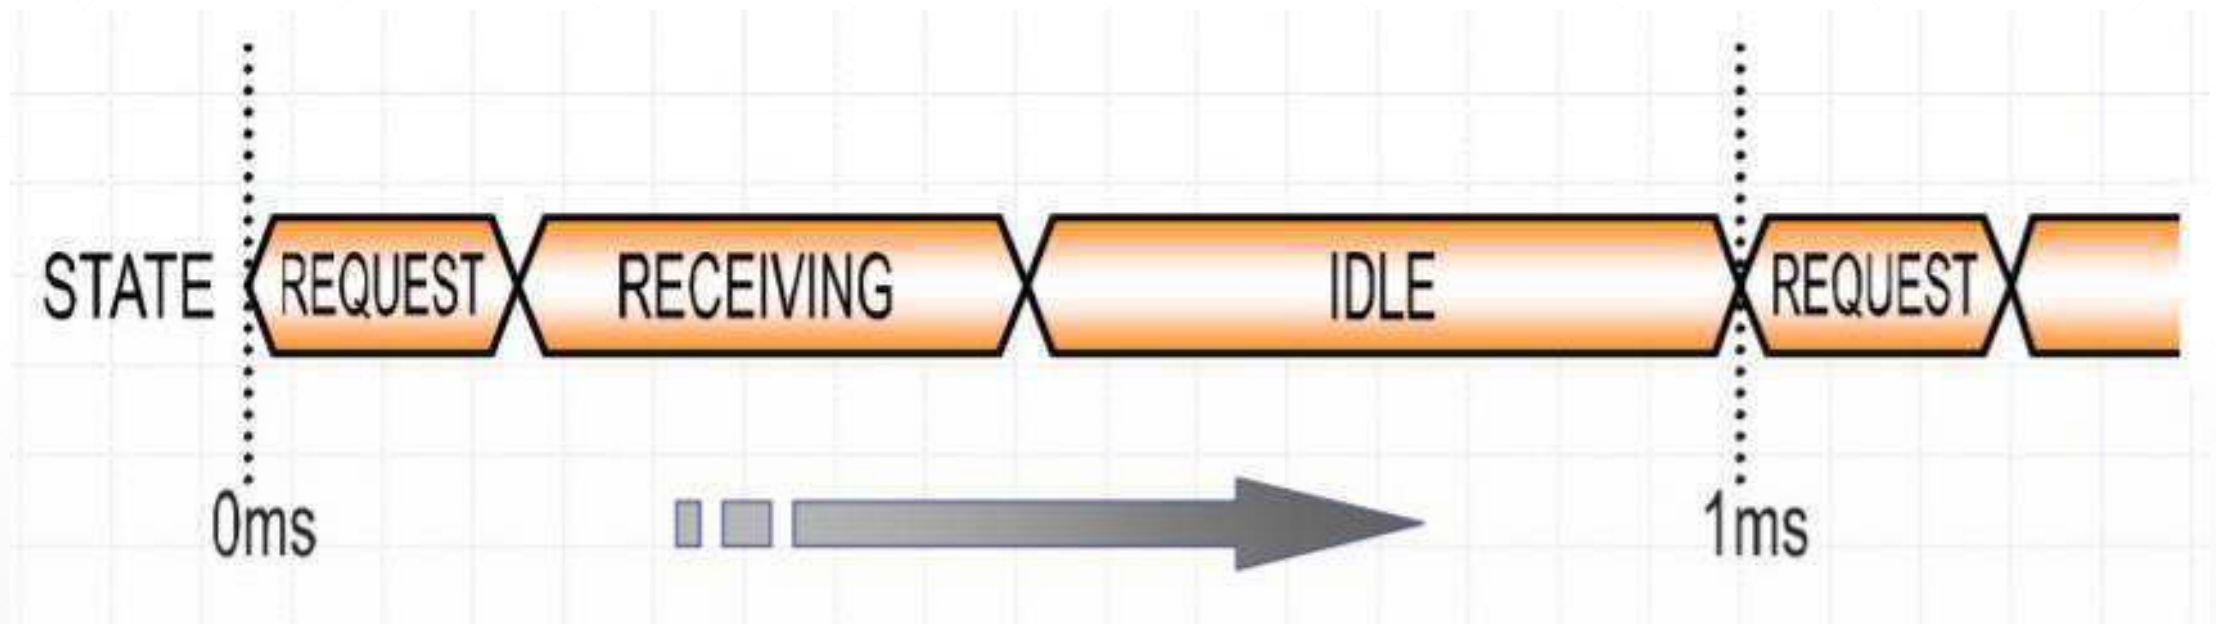 STATE REQUEST RECEIVING IDLE REQUEST
0ms 1ms